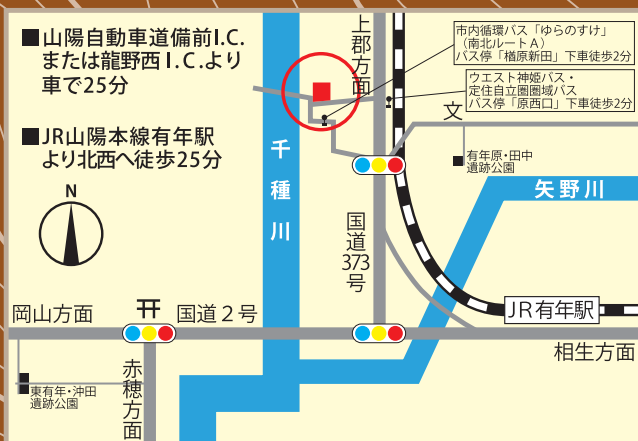 ■山陽自動車道備前I.C.
または龍野西I.C.より
車で25分
■JR山陽本線有年駅
より北西へ徒歩25分
N
上郡方面
市内循環バス「ゆらのすけ」
（南北ルートA）
バス停「楢原新田」下車徒歩2分
ウエスト神姫バス・
定住自立圏圏域バス
バス停「原西口」下車徒歩2分
文
有年原・田中
遺跡公園
千種川
矢野川
国道373号
JR有年駅
岡山方面
国道2号
相生方面
赤穂方面
東有年・沖田
遺跡公園